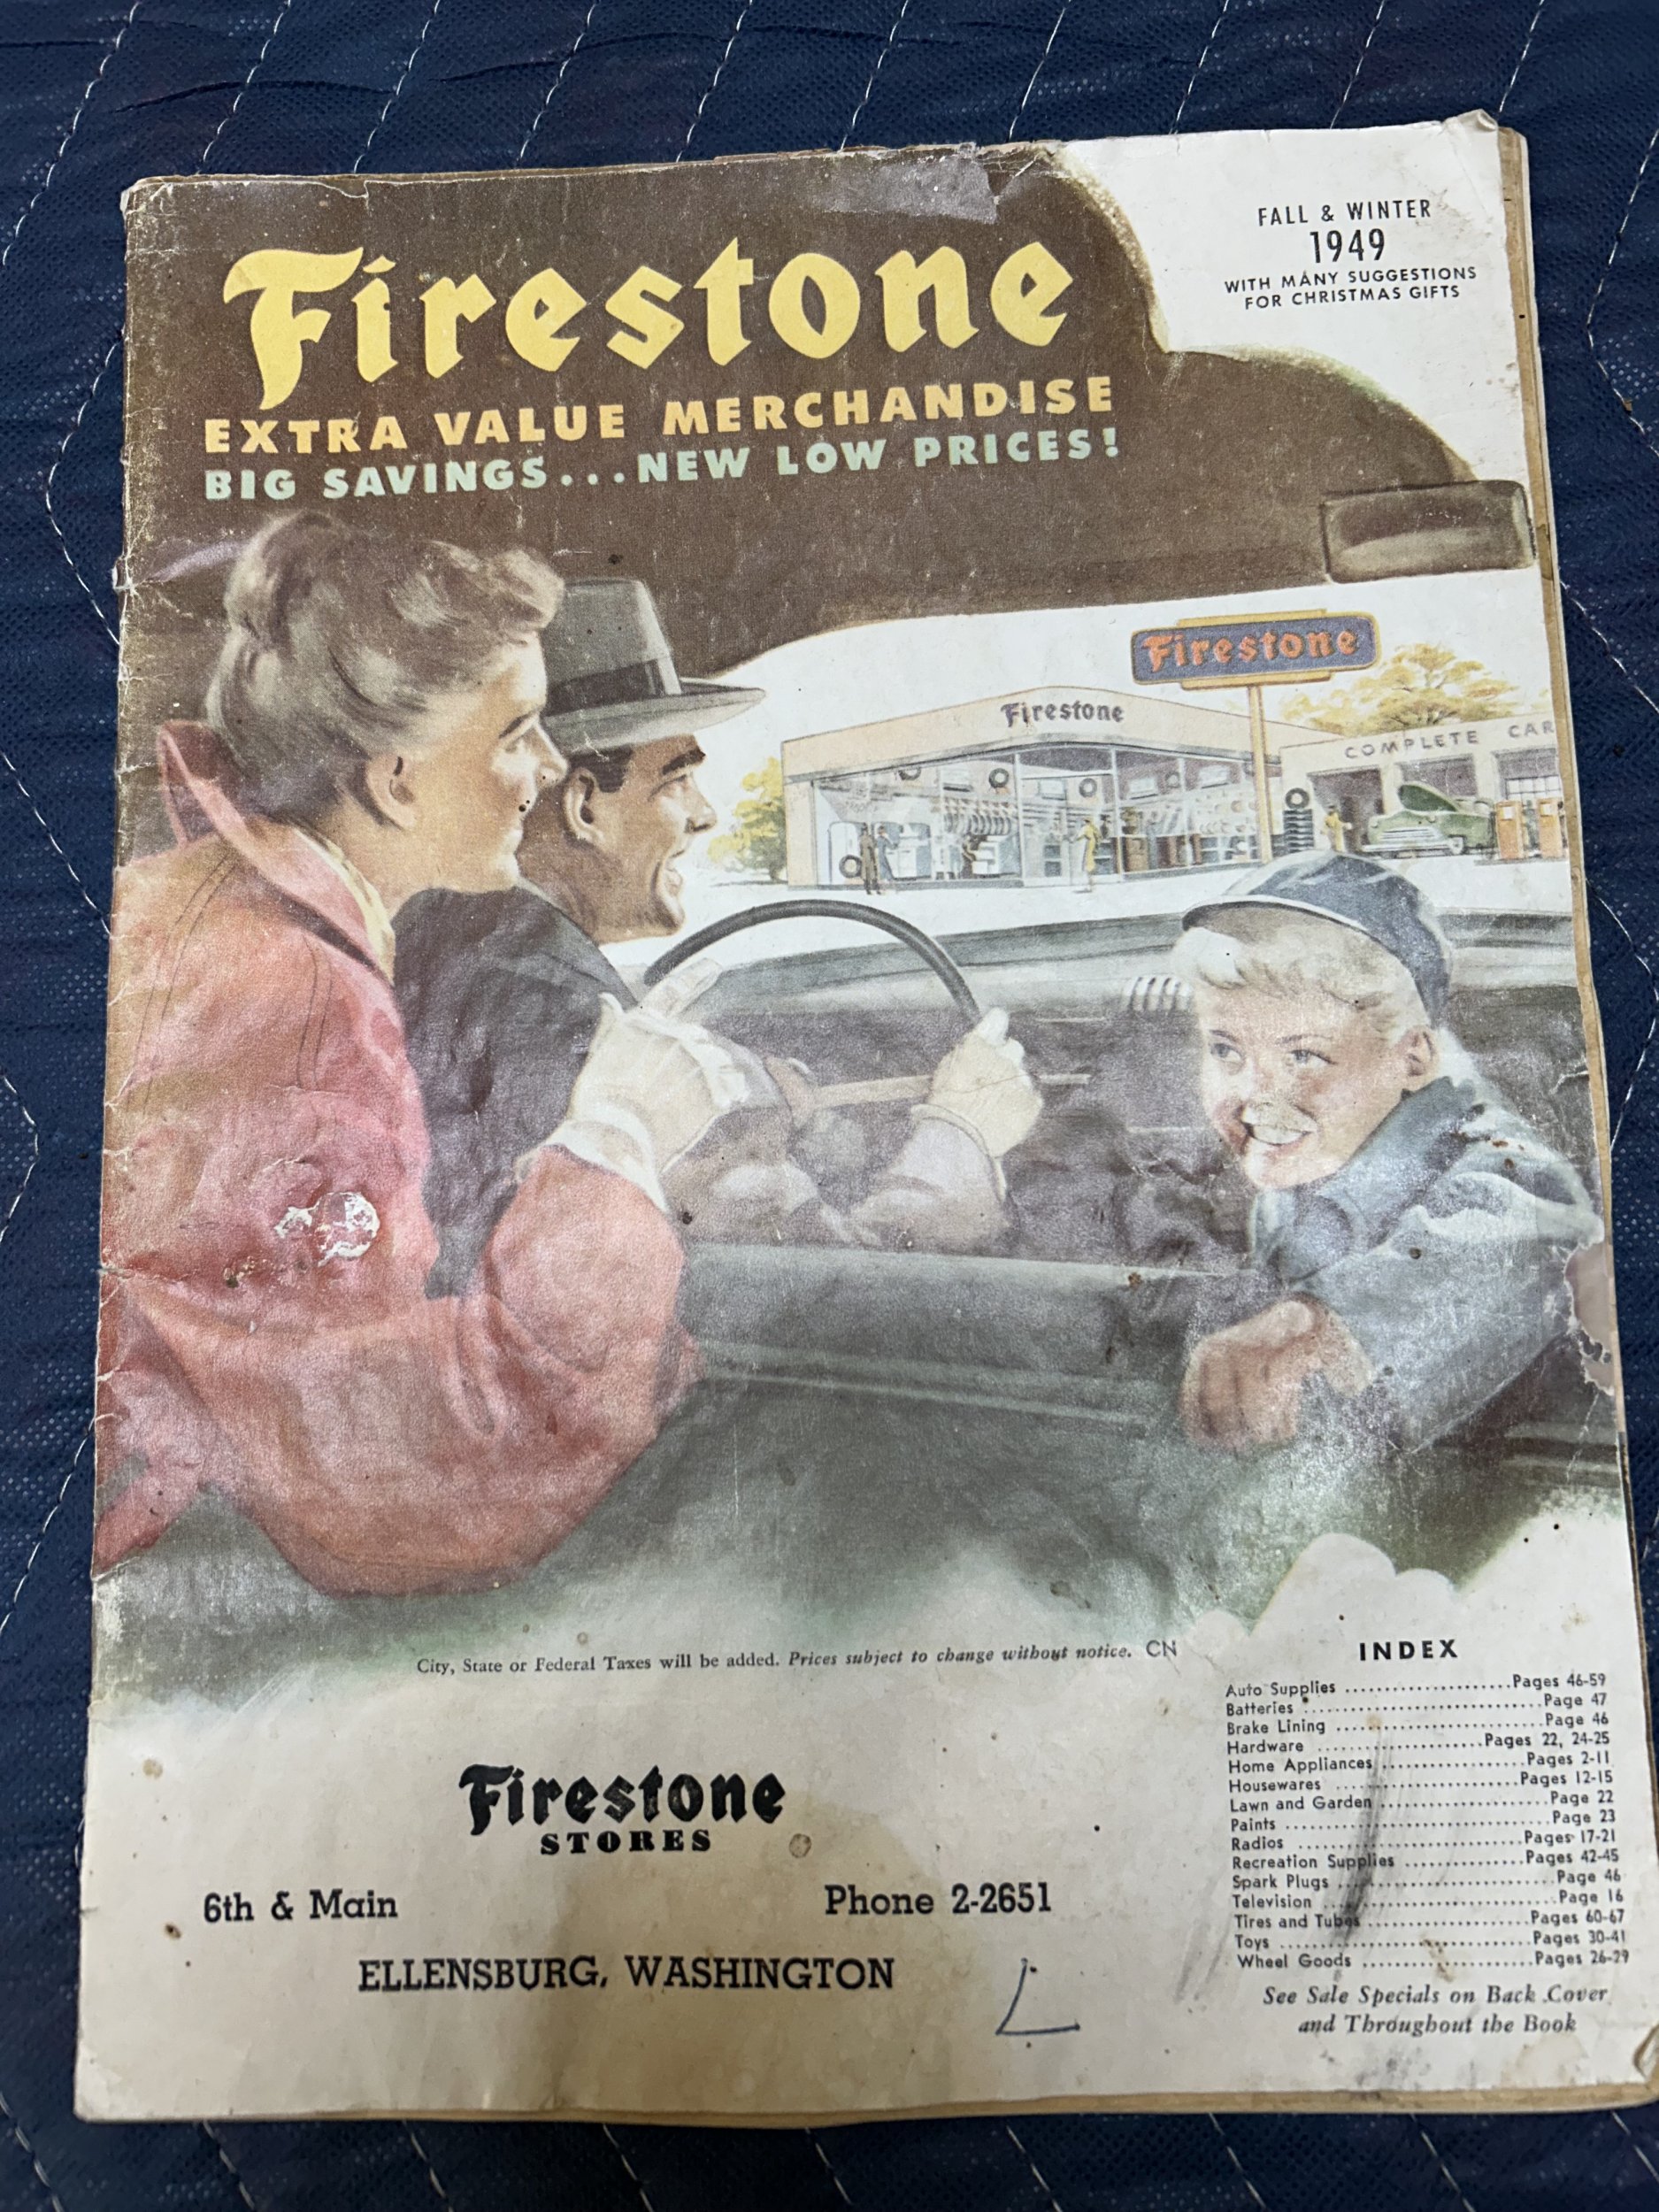 FALL & WINTER
1949
WITH MANY SUGGESTIONS
FOR CHRISTMAS GIFTS
Firestone
EXTRA VALUE MERCHANDISE
BIG SAVINGS...NEW LOW PRICES!
Firestone
Firestone
COMPLETE CAR
City, State or Federal Taxes will be added. Prices subject to change without notice. CN
Firestone
STORES
6th & Main Phone 2-2651
ELLENSBURG, WASHINGTON
L
INDEX
Auto Supplies ....................... Pages 46-59
Batteries ................................ Page 47
Brake Lining ............................ Page 46
Hardware ....................... Pages 22, 24-25
Home Appliances ................... Pages 2-11
Housewares ......................... Pages 12-15
Lawn and Garden ...................... Page 22
Paints .................................... Page 23
Radios ............................... Pages 17-21
Recreation Supplies ............... Pages 42-45
Spark Plugs ............................. Page 46
Television ............................... Page 16
Tires and Tubes ..................... Pages 60-67
Toys .................................. Pages 30-41
Wheel Goods ....................... Pages 26-29
See Sale Specials on Back Cover
and Throughout the Book